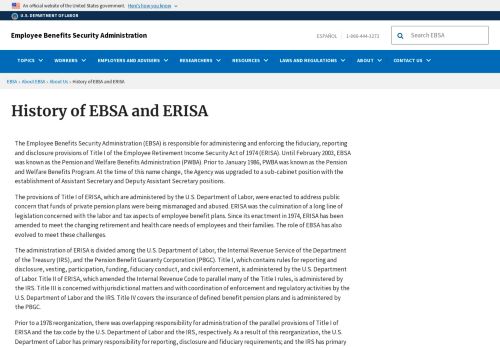 An official website of the United States government.  Here's how you know
U.S. DEPARTMENT OF LABOR
Employee Benefits Security Administration
ESPAÑOL | 1-866-444-3272
Search EBSA
TOPICS WORKERS EMPLOYERS AND ADVISERS RESEARCHERS RESOURCES LAWS AND REGULATIONS ABOUT CONTACT US
EBSA › About EBSA › About Us › History of EBSA and ERISA
History of EBSA and ERISA
The Employee Benefits Security Administration (EBSA) is responsible for administering and enforcing the fiduciary, reporting
and disclosure provisions of Title I of the Employee Retirement Income Security Act of 1974 (ERISA). Until February 2003, EBSA
was known as the Pension and Welfare Benefits Administration (PWBA). Prior to January 1986, PWBA was known as the Pension
and Welfare Benefits Program. At the time of this name change, the Agency was upgraded to a sub-cabinet position with the
establishment of Assistant Secretary and Deputy Assistant Secretary positions.
The provisions of Title I of ERISA, which are administered by the U.S. Department of Labor, were enacted to address public
concern that funds of private pension plans were being mismanaged and abused. ERISA was the culmination of a long line of
legislation concerned with the labor and tax aspects of employee benefit plans. Since its enactment in 1974, ERISA has been
amended to meet the changing retirement and health care needs of employees and their families. The role of EBSA has also
evolved to meet these challenges.
The administration of ERISA is divided among the U.S. Department of Labor, the Internal Revenue Service of the Department
of the Treasury (IRS), and the Pension Benefit Guaranty Corporation (PBGC). Title I, which contains rules for reporting and
disclosure, vesting, participation, funding, fiduciary conduct, and civil enforcement, is administered by the U.S. Department of
Labor. Title II of ERISA, which amended the Internal Revenue Code to parallel many of the Title I rules, is administered by
the IRS. Title III is concerned with jurisdictional matters and with coordination of enforcement and regulatory activities by the
U.S. Department of Labor and the IRS. Title IV covers the insurance of defined benefit pension plans and is administered by
the PBGC.
Prior to a 1978 reorganization, there was overlapping responsibility for administration of the parallel provisions of Title I of
ERISA and the tax code by the U.S. Department of Labor and the IRS, respectively. As a result of this reorganization, the U.S.
Department of Labor has primary responsibility for reporting, disclosure and fiduciary requirements; and the IRS has primary